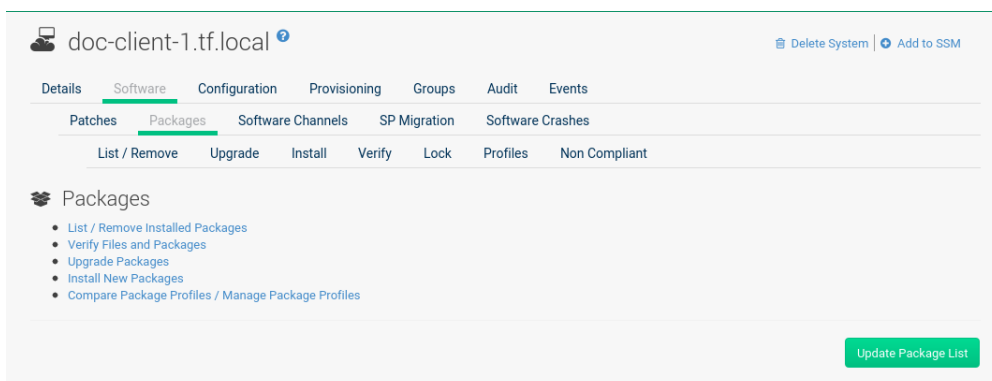 doc-client-1.tf.local ?
Delete System | Add to SSM
Details Software Configuration Provisioning Groups Audit Events
Patches Packages Software Channels SP Migration Software Crashes
List / Remove Upgrade Install Verify Lock Profiles Non Compliant
Packages
List / Remove Installed Packages
Verify Files and Packages
Upgrade Packages
Install New Packages
Compare Package Profiles / Manage Package Profiles
Update Package List